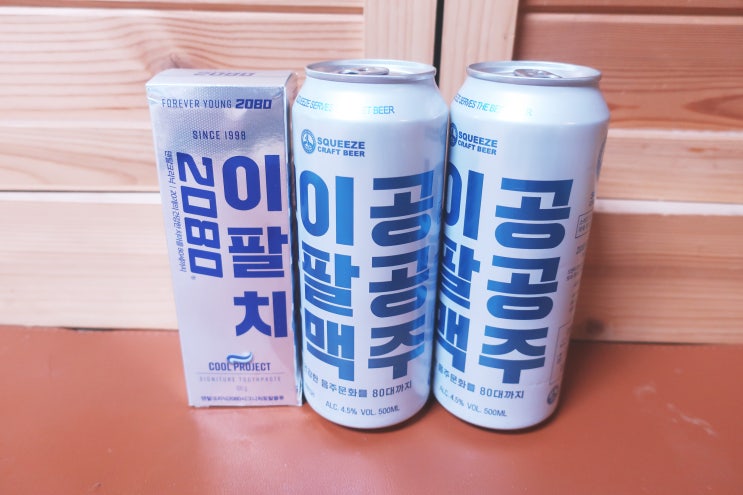 FOREVER YOUNG 2080
SINCE 1998
2080
이팔치
COOL PROJECT
SIGNITURE TOOTHPASTE
SQUEEZE
CRAFT BEER
이팔맥
공공주
음주문화를 80대까지
ALC. 4.5% VOL. 500ML
SQUEEZE
CRAFT BEER
이팔맥
공공주
음주문화를 80대까지
ALC. 4.5% VOL. 500ML